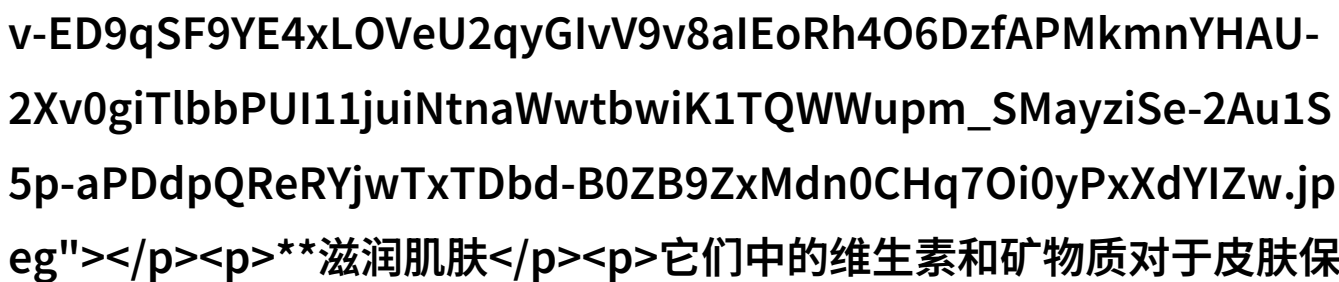 v-ED9qSF9YE4xLOVeU2qyGIvV9v8aIEoRh4O6DzfAPMkmnYHAU-
2Xv0giTlbbPUI11juiNtnaWwtbwiK1TQWWupm_SMayziSe-2Au1S
5p-aPDdpQReRYjwTxTDbd-B0ZB9ZxMdn0CHq7Oi0yPxXdYIZw.jp
eg"></p><p>**滋润肌肤</p><p>它们中的维生素和矿物质对于皮肤保